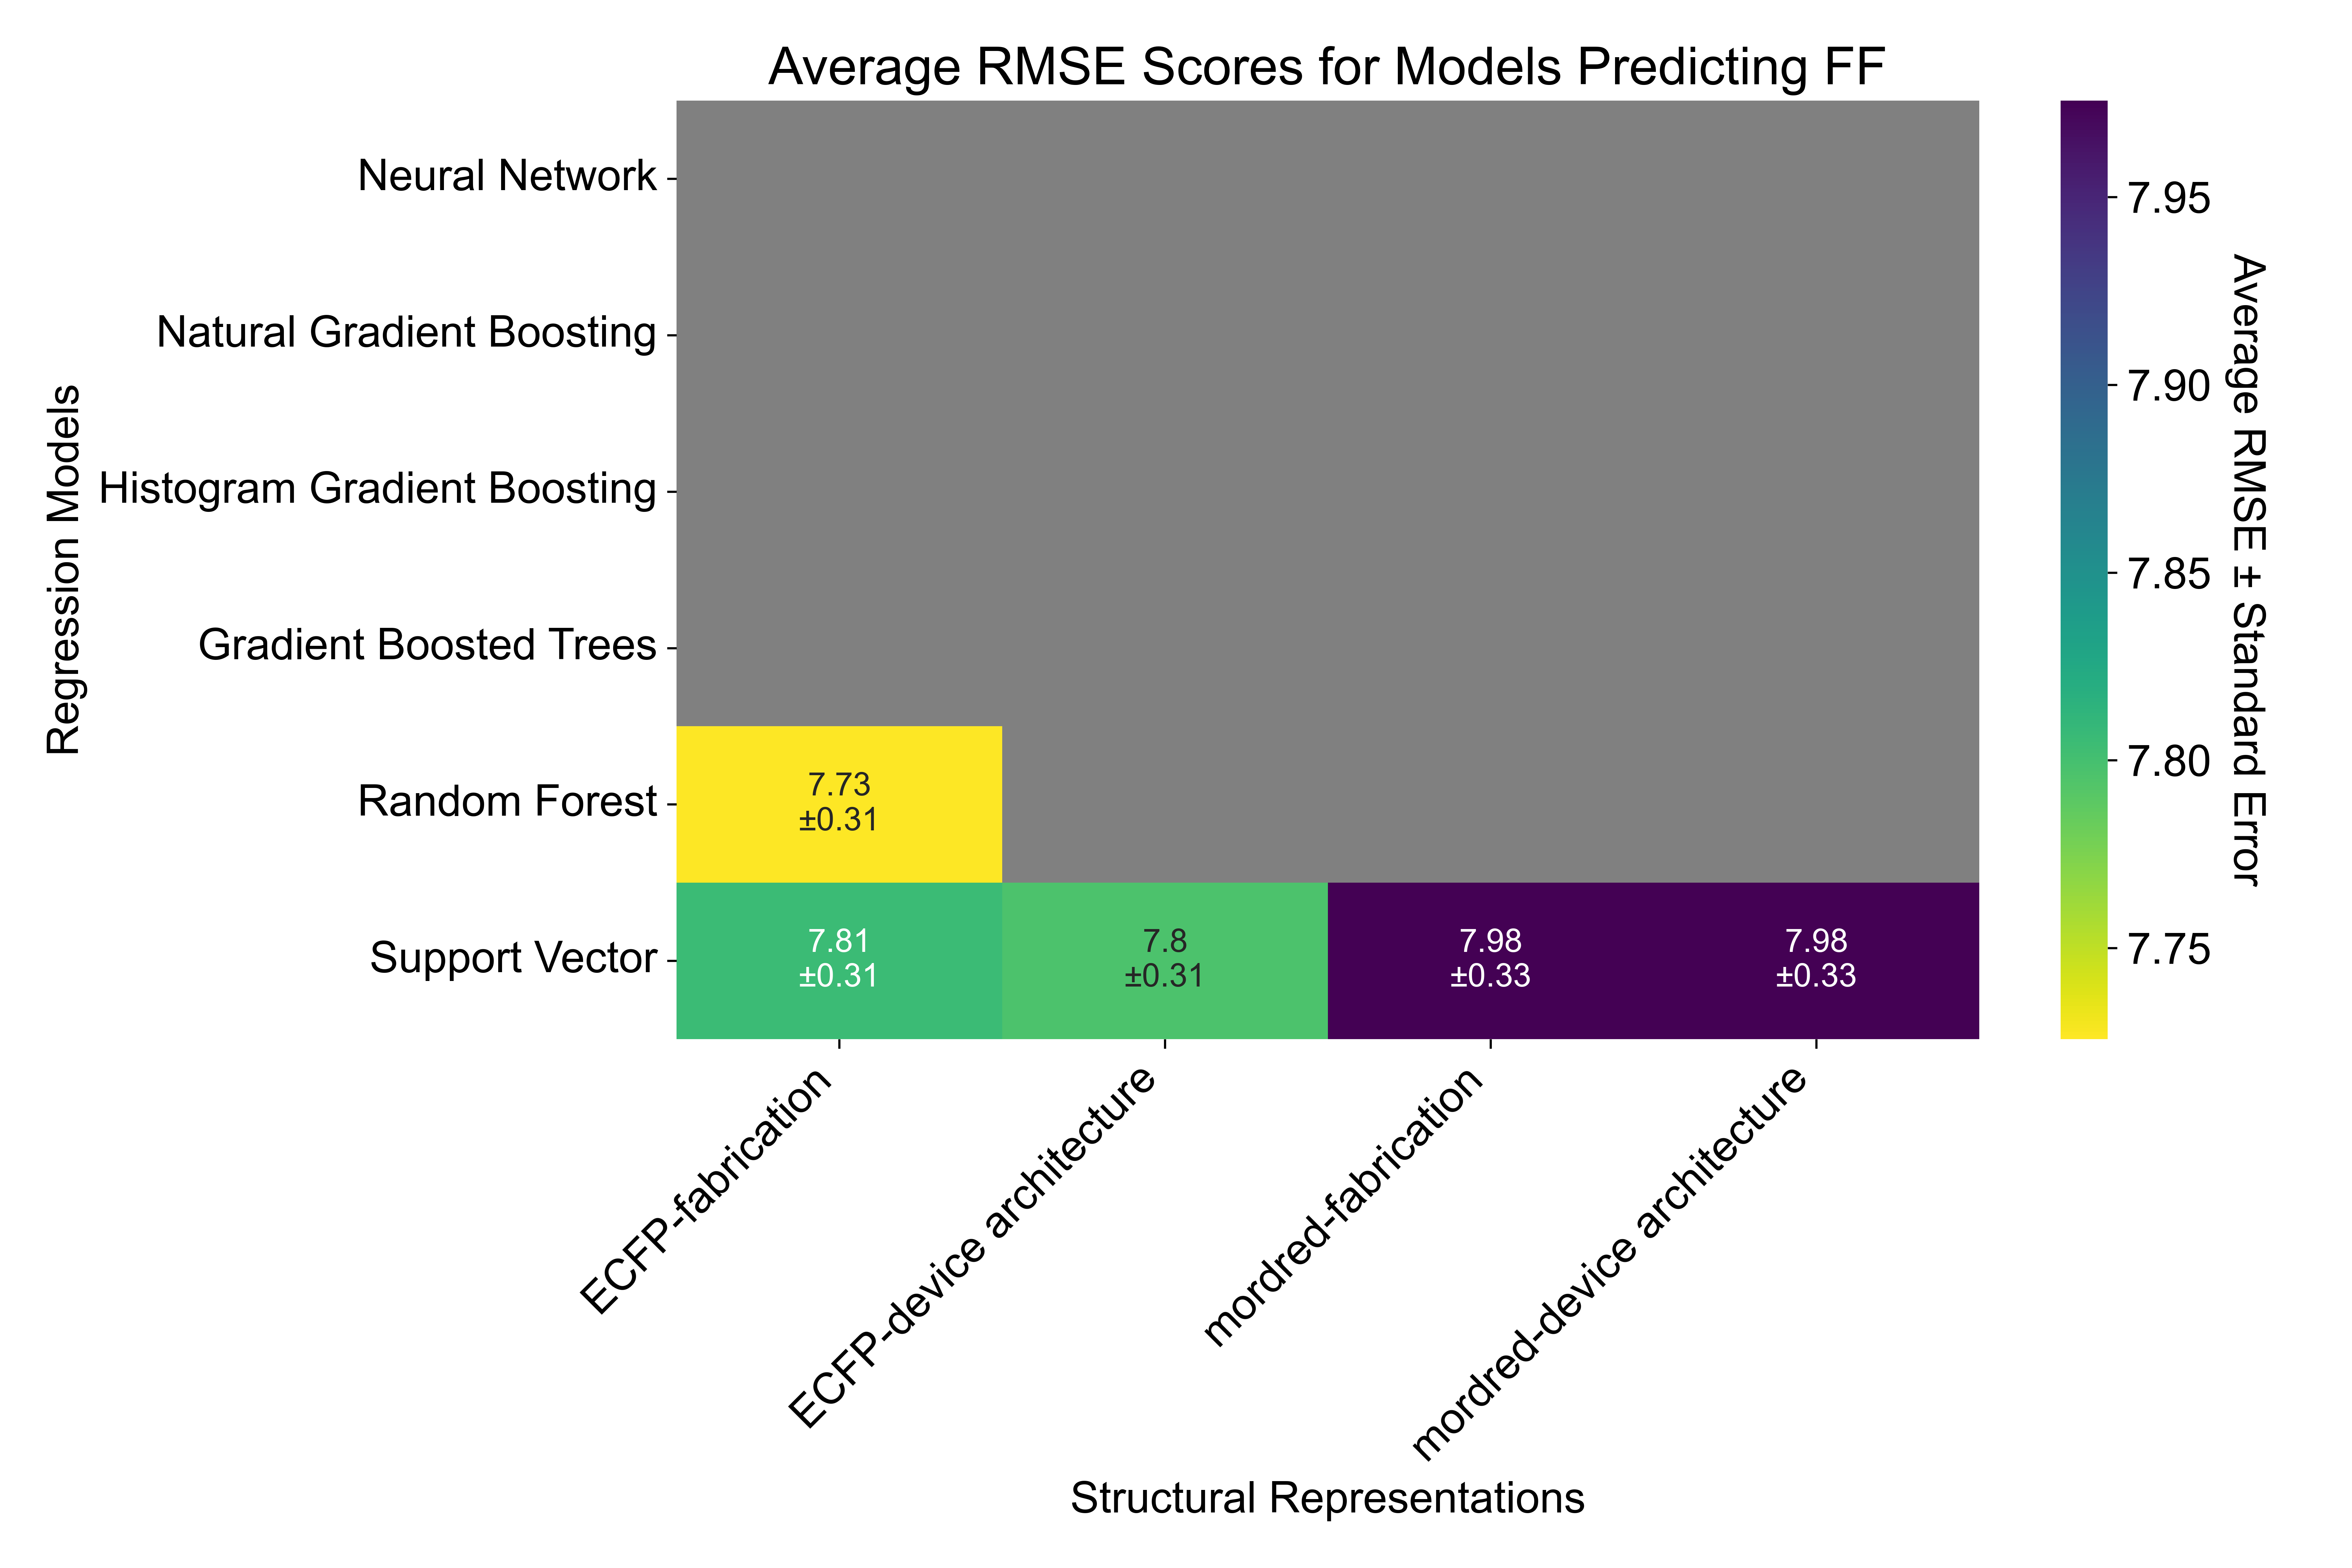 Average RMSE Scores for Models Predicting FF
Regression Models
Neural Network
Natural Gradient Boosting
Histogram Gradient Boosting
Gradient Boosted Trees
Random Forest
Support Vector
7.73
±0.31
7.81
±0.31
7.8
±0.31
7.98
±0.33
7.98
±0.33
ECFP-fabrication
ECFP-device architecture
mordred-fabrication
mordred-device architecture
Structural Representations
7.95
7.90
7.85
7.80
7.75
Average RMSE ± Standard Error